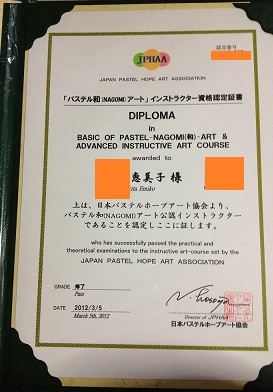 認定番号
JPHAA
JAPAN PASTEL HOPE ART ASSOCIATION
「パステル和(NAGOMI)アート」インストラクター資格認定証書
DIPLOMA
in
BASIC OF PASTEL-NAGOMI(和)-ART &
ADVANCED INSTRUCTIVE ART COURSE
awarded to
恵美子 様
Emiko
上は、日本パステルホープアート協会より、
パステル和(NAGOMI)アート公認インストラクター
であることを認定しここに証します。
who has successfully passed the practical and
theoretical examinations to the instructive-art-course set by the
JAPAN PASTEL HOPE ART ASSOCIATION
GRADE 修了
Pass
DATE 2012/3/5
March 5th, 2012
Director of JPHAA
日本パステルホープアート協会